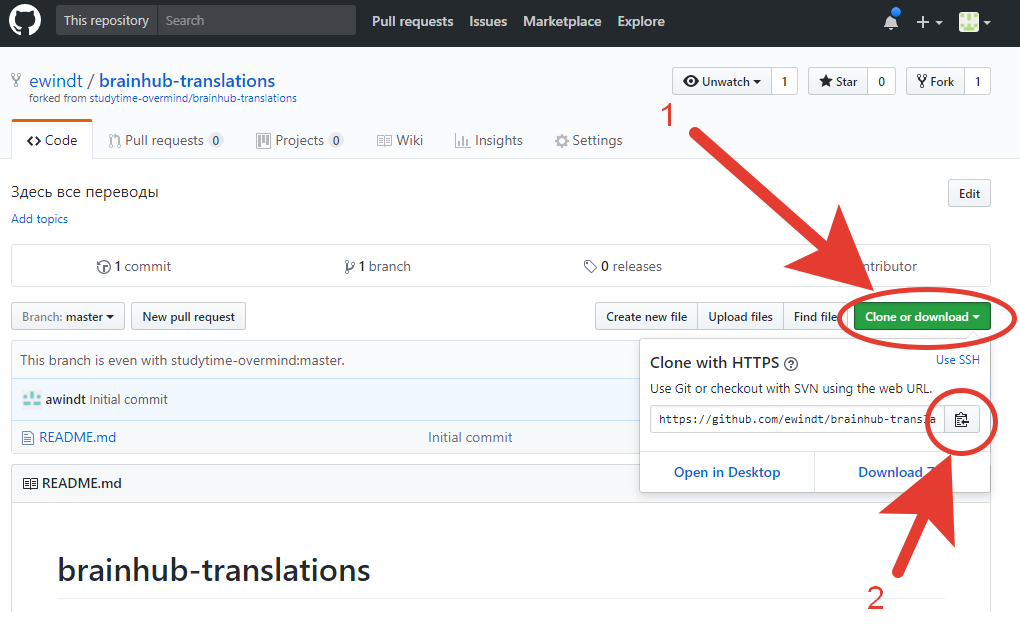 This repository Search Pull requests Issues Marketplace Explore
ewindt / brainhub-translations
forked from studytime-overmind/brainhub-translations
Unwatch 1 Star 0 Fork 1
1
Code Pull requests 0 Projects 0 Wiki Insights Settings
Здесь все переводы
Edit
Add topics
1 commit 1 branch 0 releases
Branch: master New pull request Create new file Upload files Find file Clone or download
This branch is even with studytime-overmind:master.
Clone with HTTPS ? Use SSH
Use Git or checkout with SVN using the web URL.
awindt Initial commit
https://github.com/ewindt/brainhub-transla
README.md Initial commit
Open in Desktop Download
README.md
brainhub-translations
2